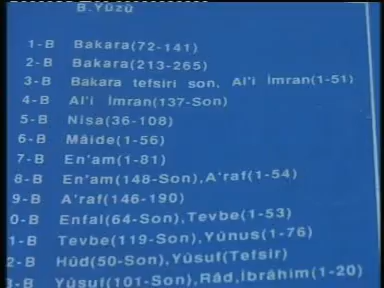 B.Yüzü
1-B Bakara(72-141)
2-B Bakara(213-265)
3-B Bakara tefsiri son, Al'i İmran(1-51)
4-B Al'i İmran(137-Son)
5-B Nisa(36-108)
6-B Mâide(1-56)
7-B En'am(1-81)
8-B En'am(148-Son),A'raf(1-54)
9-B A'raf(146-190)
0-B Enfal(64-Son),Tevbe(1-53)
1-B Tevbe(119-Son),Yûnus(1-76)
2-B Hûd(50-Son),Yûsuf(Tefsir)
3-B Yûsuf(101-Son),Râd,İbrâhim(1-20)